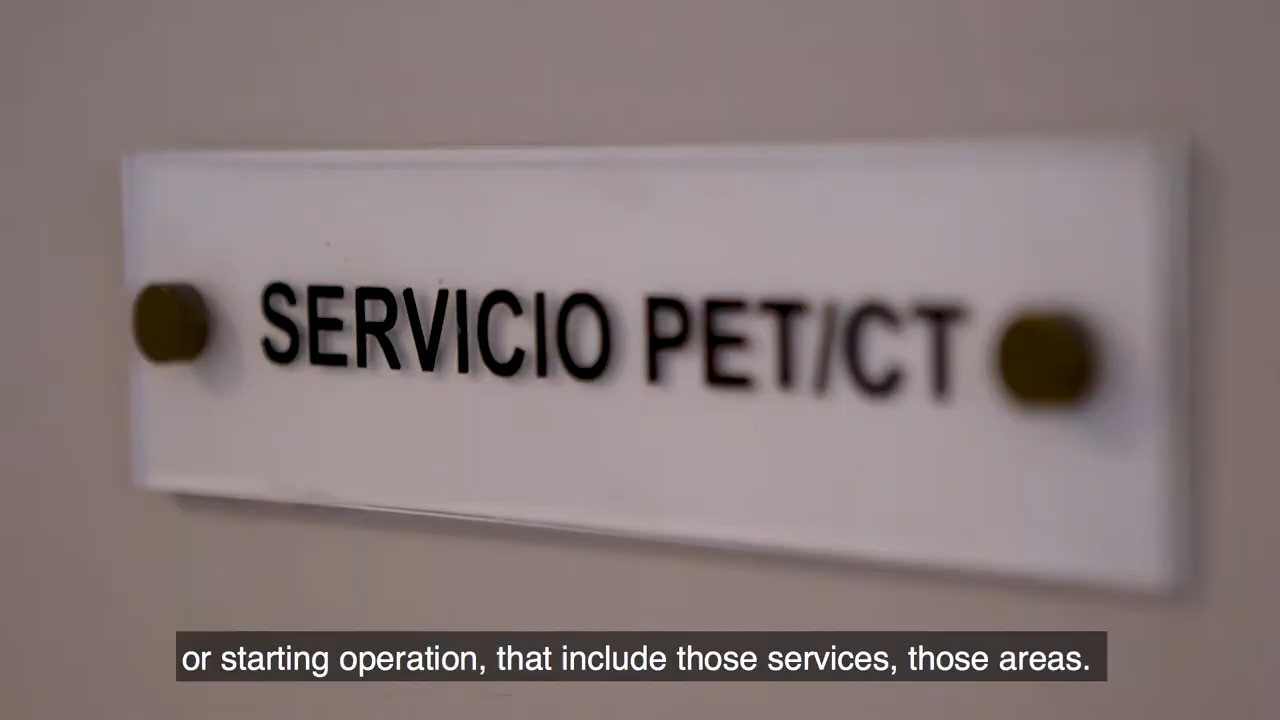 SERVICIO PET/CT
or starting operation, that include those services, those areas.